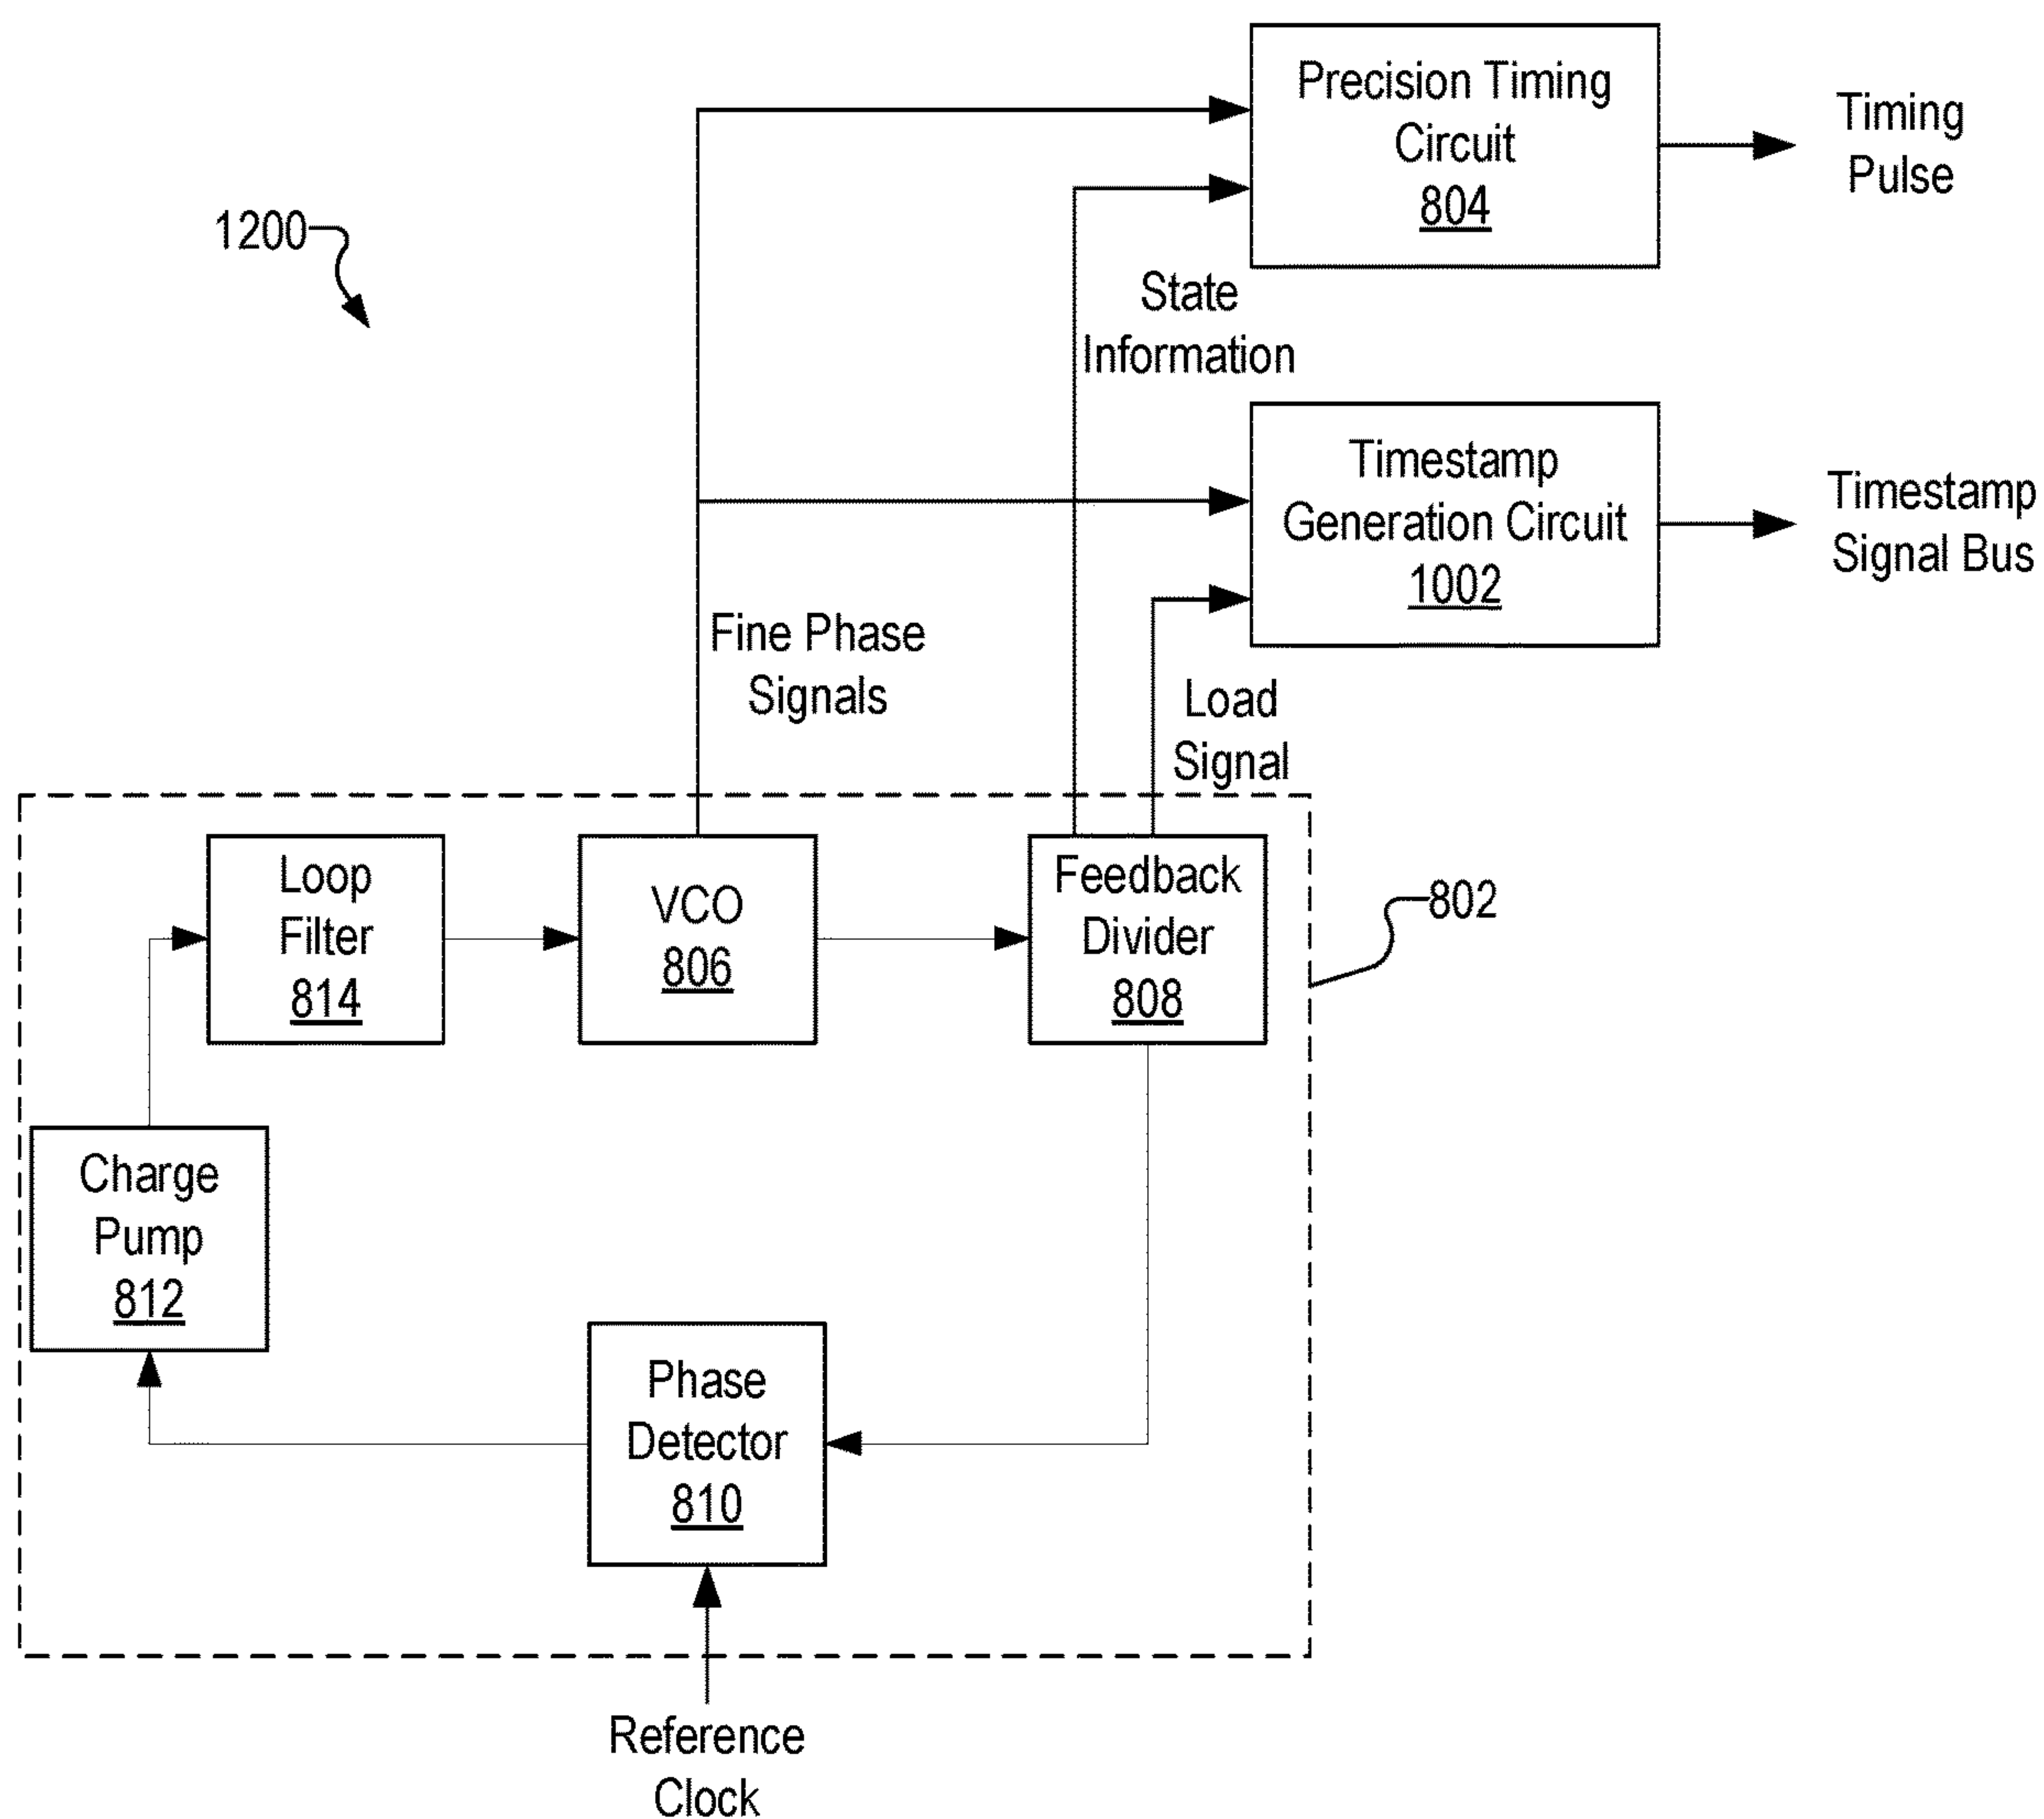 Precision Timing
Circuit
804
Timing
Pulse
1200
State
Information
Timestamp
Generation Circuit
1002
Timestamp
Signal Bus
Fine Phase
Signals
Load
Signal
Loop
Filter
814
VCO
806
Feedback
Divider
808
802
Charge
Pump
812
Phase
Detector
810
Reference
Clock